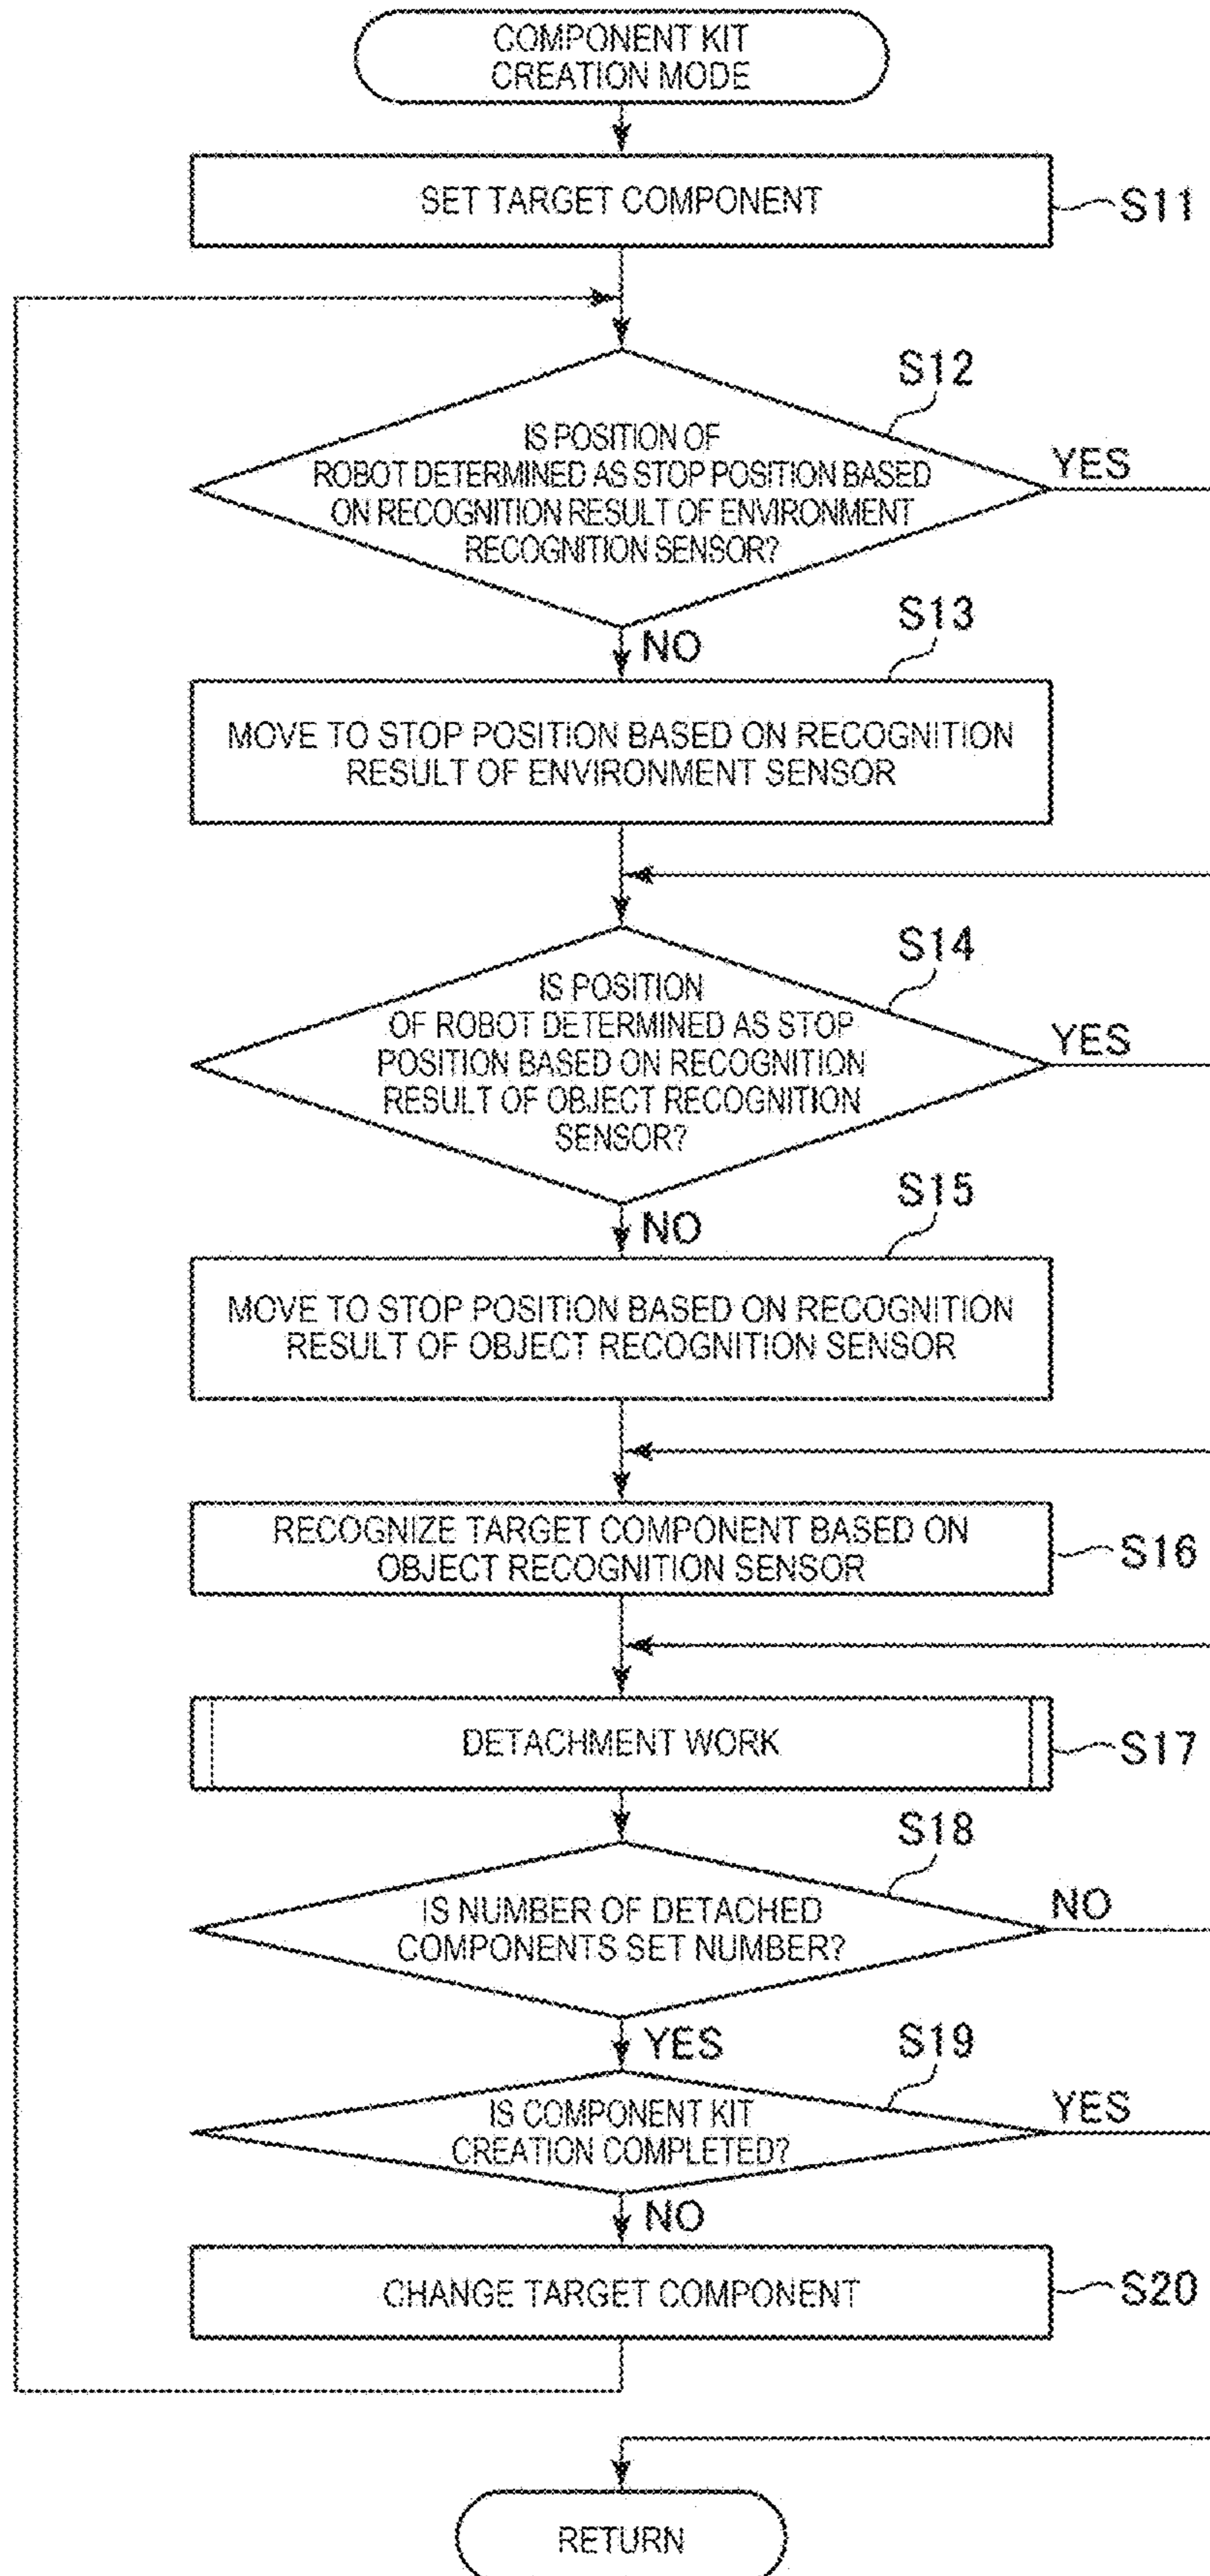 COMPONENT KIT
CREATION MODE
SET TARGET COMPONENT
S11
S12
IS POSITION OF
ROBOT DETERMINED AS STOP POSITION BASED
ON RECOGNITION RESULT OF ENVIRONMENT
RECOGNITION SENSOR?
YES
NO
S13
MOVE TO STOP POSITION BASED ON RECOGNITION
RESULT OF ENVIRONMENT SENSOR
S14
IS POSITION
OF ROBOT DETERMINED AS STOP
POSITION BASED ON RECOGNITION
RESULT OF OBJECT RECOGNITION
SENSOR?
YES
NO
S15
MOVE TO STOP POSITION BASED ON RECOGNITION
RESULT OF OBJECT RECOGNITION SENSOR
RECOGNIZE TARGET COMPONENT BASED ON
OBJECT RECOGNITION SENSOR
S16
DETACHMENT WORK
S17
S18
IS NUMBER OF DETACHED
COMPONENTS SET NUMBER?
NO
YES
S19
IS COMPONENT KIT
CREATION COMPLETED?
YES
NO
CHANGE TARGET COMPONENT
S20
RETURN